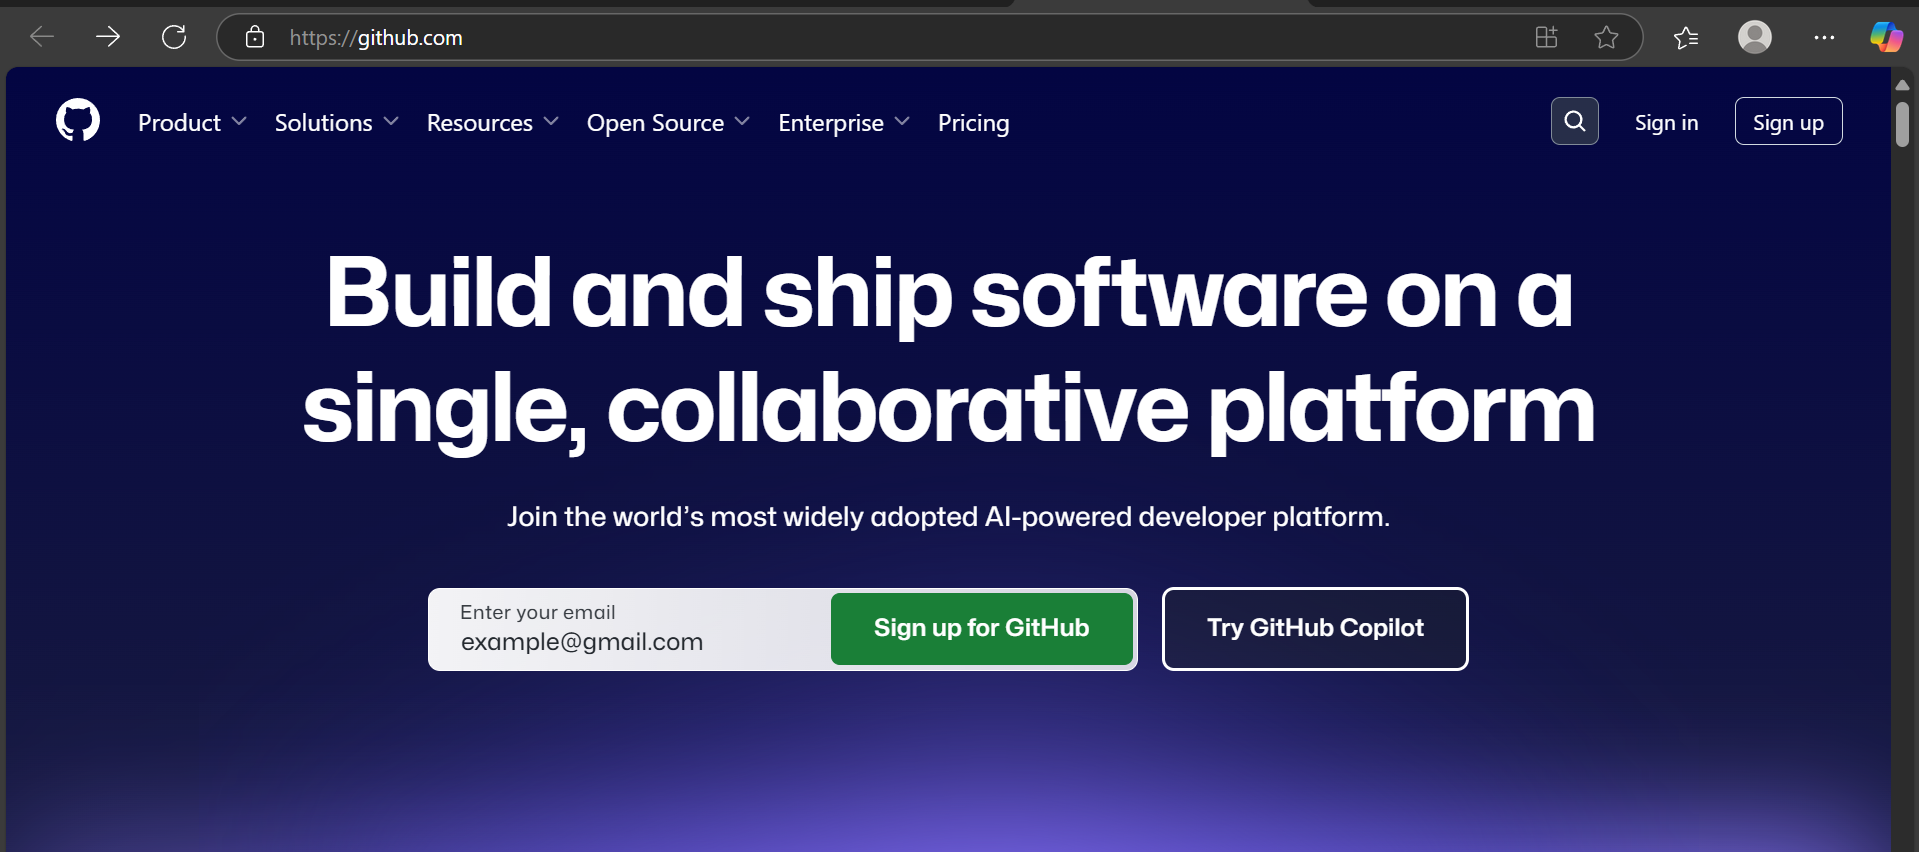 https://github.com
Product Solutions Resources Open Source Enterprise Pricing Sign in Sign up
Build and ship software on a
single, collaborative platform
Join the world’s most widely adopted AI-powered developer platform.
Enter your email
example@gmail.com
Sign up for GitHub
Try GitHub Copilot